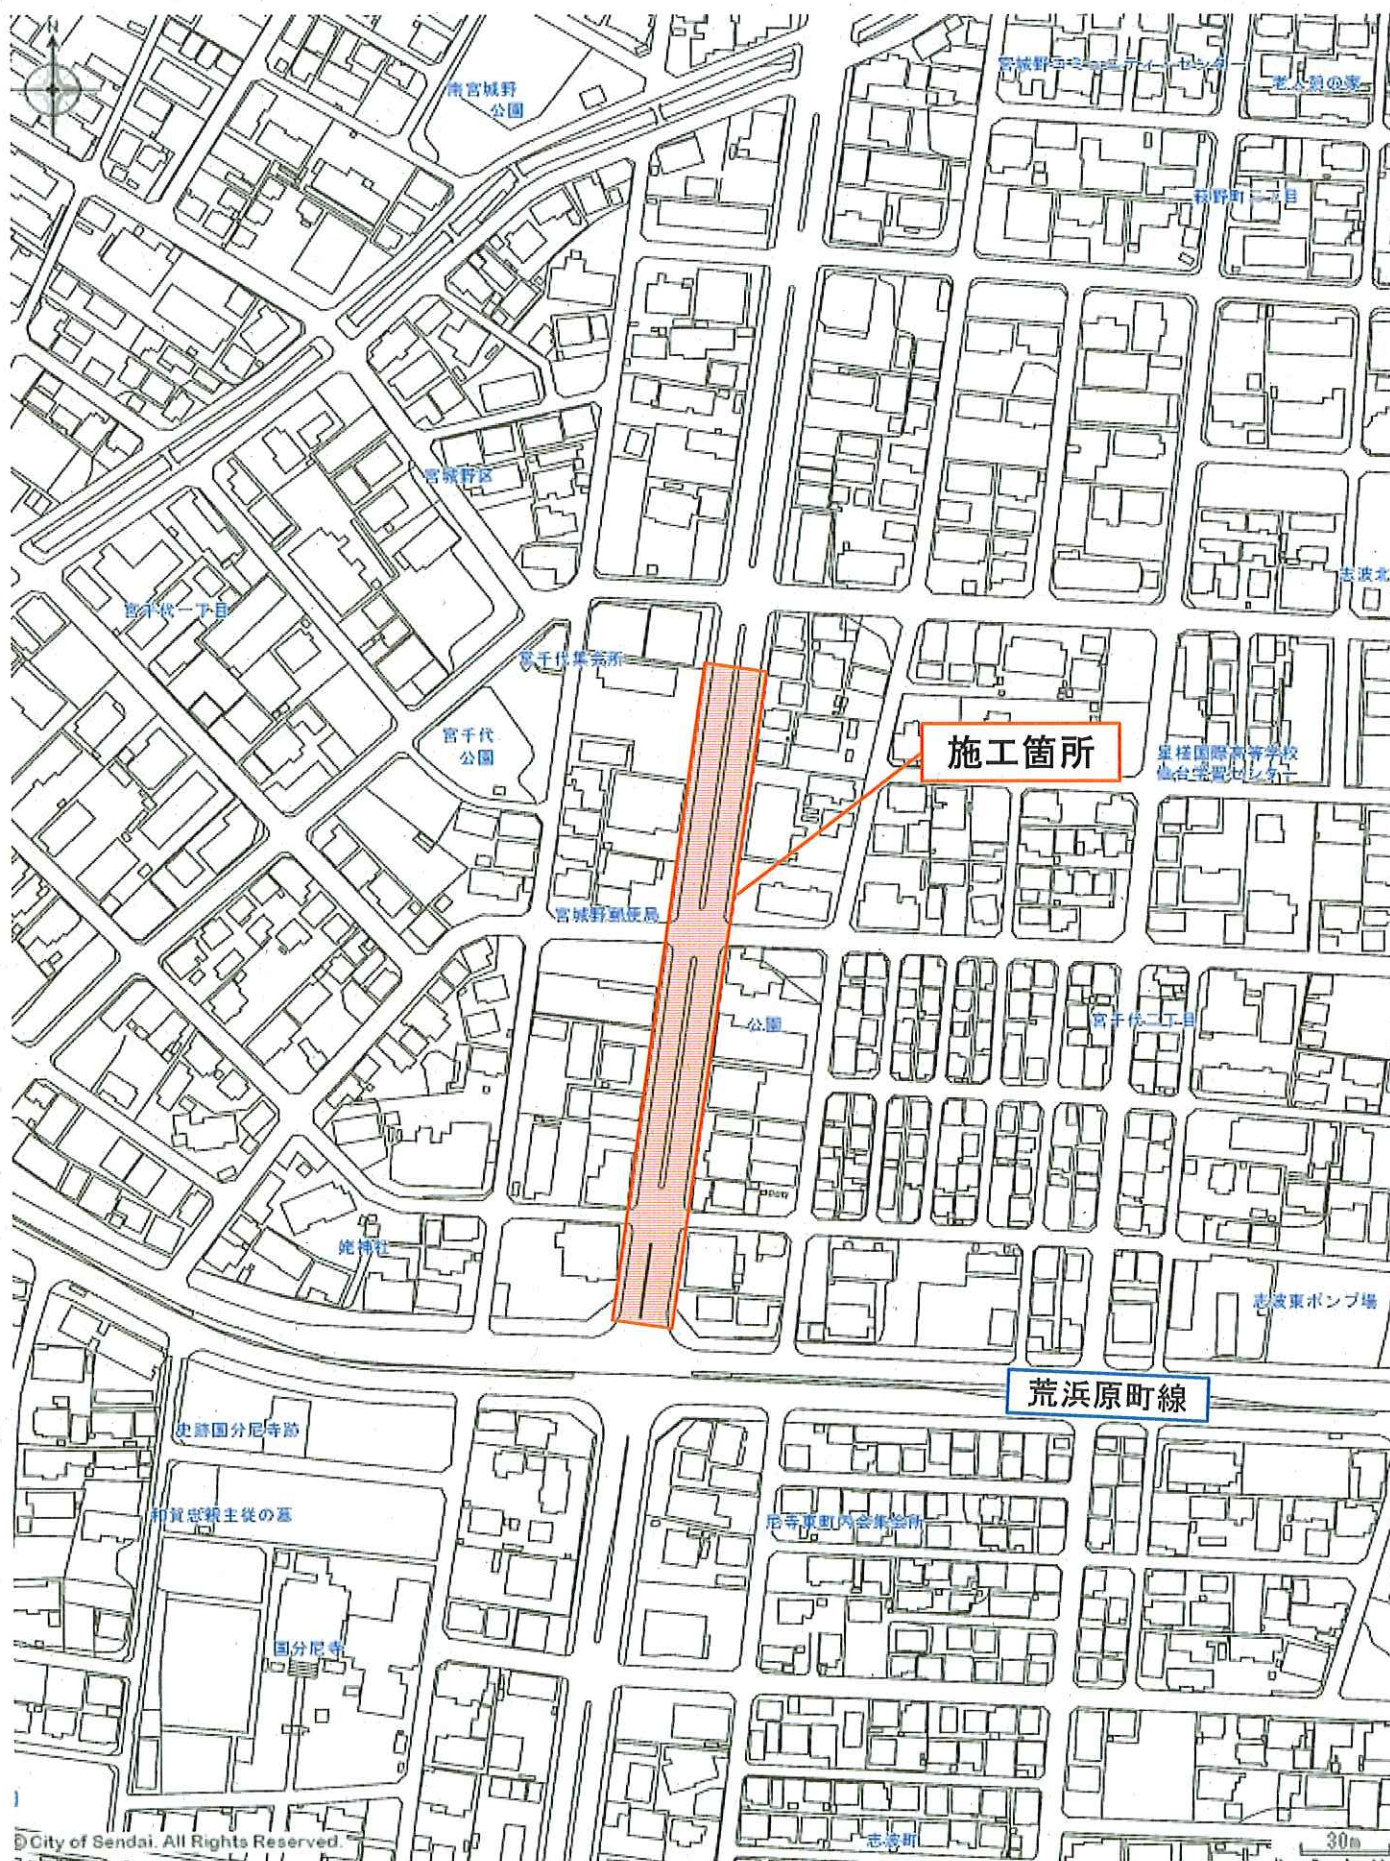 N
宮城野コミュニティ・センター
老人憩の家
南宮城野
公園
萩野町二丁目
宮城野区
志波北
宮千代一丁目
宮千代集会所
宮千代
公園
施工箇所
星槎国際高等学校
仙台学習センター
宮城野郵便局
公園
宮千代二丁目
姥神社
志波東ポンプ場
荒浜原町線
史跡国分尼寺跡
和賀忠親主従の墓
尼寺東町内会集会所
国分尼寺
志波町
©City of Sendai. All Rights Reserved.
30m